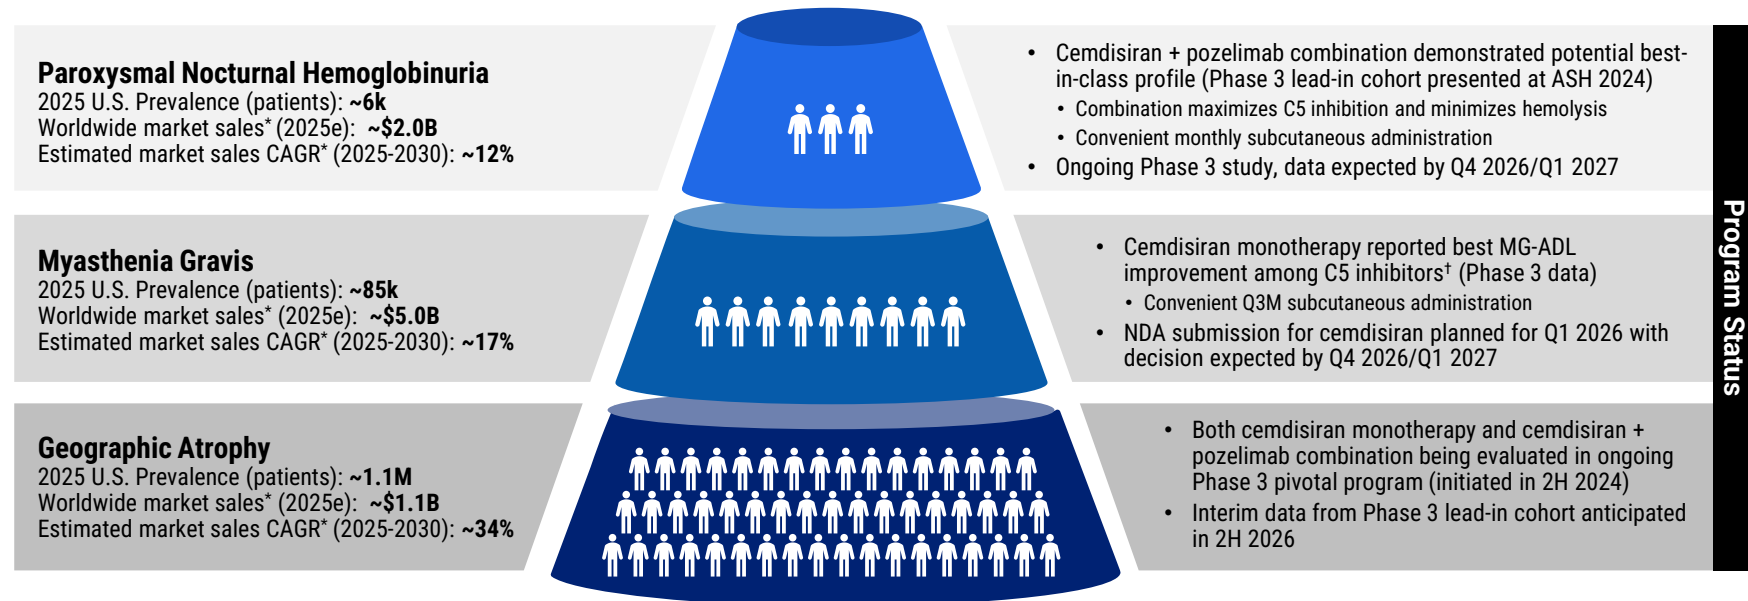 Paroxysmal Nocturnal Hemoglobinuria
2025 U.S. Prevalence (patients): ~6k
Worldwide market sales* (2025e): ~$2.0B
Estimated market sales CAGR* (2025-2030): ~12%
• Cemdisiran + pozelimab combination demonstrated potential best-
in-class profile (Phase 3 lead-in cohort presented at ASH 2024)
• Combination maximizes C5 inhibition and minimizes hemolysis
• Convenient monthly subcutaneous administration
• Ongoing Phase 3 study, data expected by Q4 2026/Q1 2027
Myasthenia Gravis
2025 U.S. Prevalence (patients): ~85k
Worldwide market sales* (2025e): ~$5.0B
Estimated market sales CAGR* (2025-2030): ~17%
• Cemdisiran monotherapy reported best MG-ADL
improvement among C5 inhibitors† (Phase 3 data)
• Convenient Q3M subcutaneous administration
• NDA submission for cemdisiran planned for Q1 2026 with
decision expected by Q4 2026/Q1 2027
Geographic Atrophy
2025 U.S. Prevalence (patients): ~1.1M
Worldwide market sales* (2025e): ~$1.1B
Estimated market sales CAGR* (2025-2030): ~34%
• Both cemdisiran monotherapy and cemdisiran +
pozelimab combination being evaluated in ongoing
Phase 3 pivotal program (initiated in 2H 2024)
• Interim data from Phase 3 lead-in cohort anticipated
in 2H 2026
Program Status